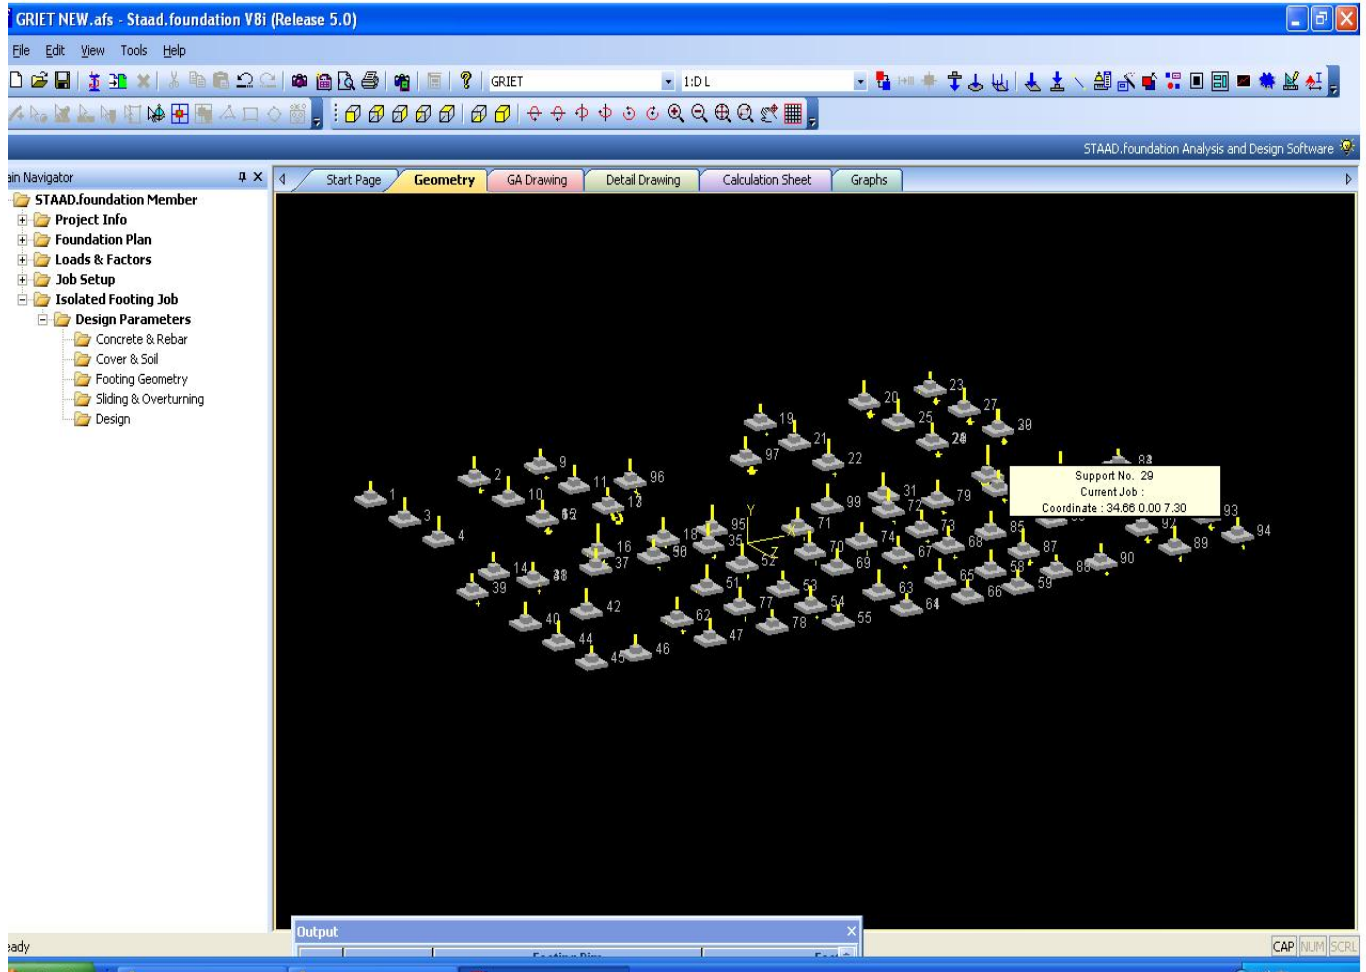 GRIET NEW.afs - Staad.foundation V8i (Release 5.0)
File Edit View Tools Help
GRIET 1:D L
STAAD.foundation Analysis and Design Software
ain Navigator
Start Page Geometry GA Drawing Detail Drawing Calculation Sheet Graphs
STAAD.foundation Member
Project Info
Foundation Plan
Loads & Factors
Job Setup
Isolated Footing Job
Design Parameters
Concrete & Rebar
Cover & Soil
Footing Geometry
Sliding & Overturning
Design
23
20 27
19 25
21
97 22
9
2 11 96
1 10
3
4
31 79
99 72
Support No. 29
Current Job :
Coordinate : 34.66 0.00 7.30
93
94
95 Y 71 73 85
16 18 35 X 70 74 68 87 89
37 52 Z 69 67 90
14 51 53 63 65 58 88
39 42 77 54 66 59
40 62 78 55
44 47
45 46
Output
eady
CAP NUM SCRL